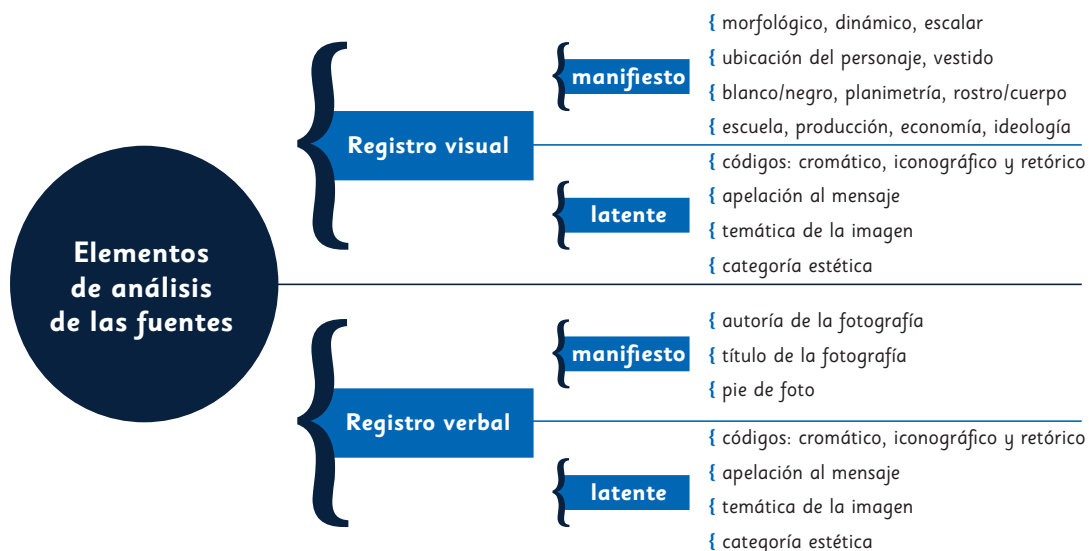 Elementos
de análisis
de las fuentes
Registro visual
manifiesto
{ morfológico, dinámico, escalar
{ ubicación del personaje, vestido
{ blanco/negro, planimetría, rostro/cuerpo
{ escuela, producción, economía, ideología
latente
{ códigos: cromático, iconográfico y retórico
{ apelación al mensaje
{ temática de la imagen
{ categoría estética
Registro verbal
manifiesto
{ autoría de la fotografía
{ título de la fotografía
{ pie de foto
latente
{ códigos: cromático, iconográfico y retórico
{ apelación al mensaje
{ temática de la imagen
{ categoría estética